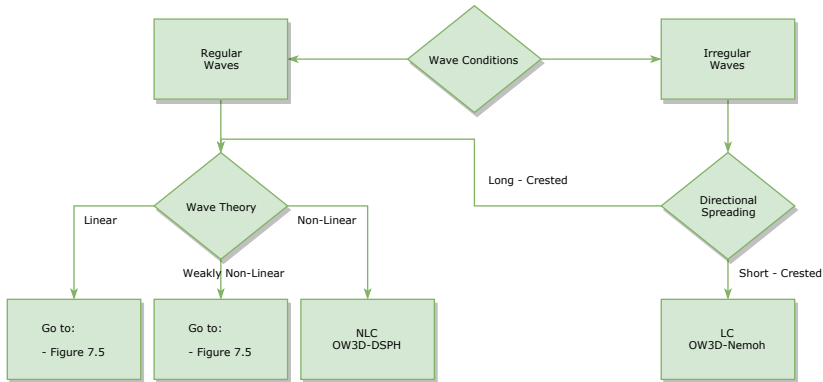 Regular
Waves
Wave Conditions
Irregular
Waves
Long - Crested
Directional
Spreading
Wave Theory
Linear
Non-Linear
Weakly Non-Linear
Short - Crested
Go to:
- Figure 7.5
Go to:
- Figure 7.5
NLC
OW3D-DSPH
LC
OW3D-Nemoh